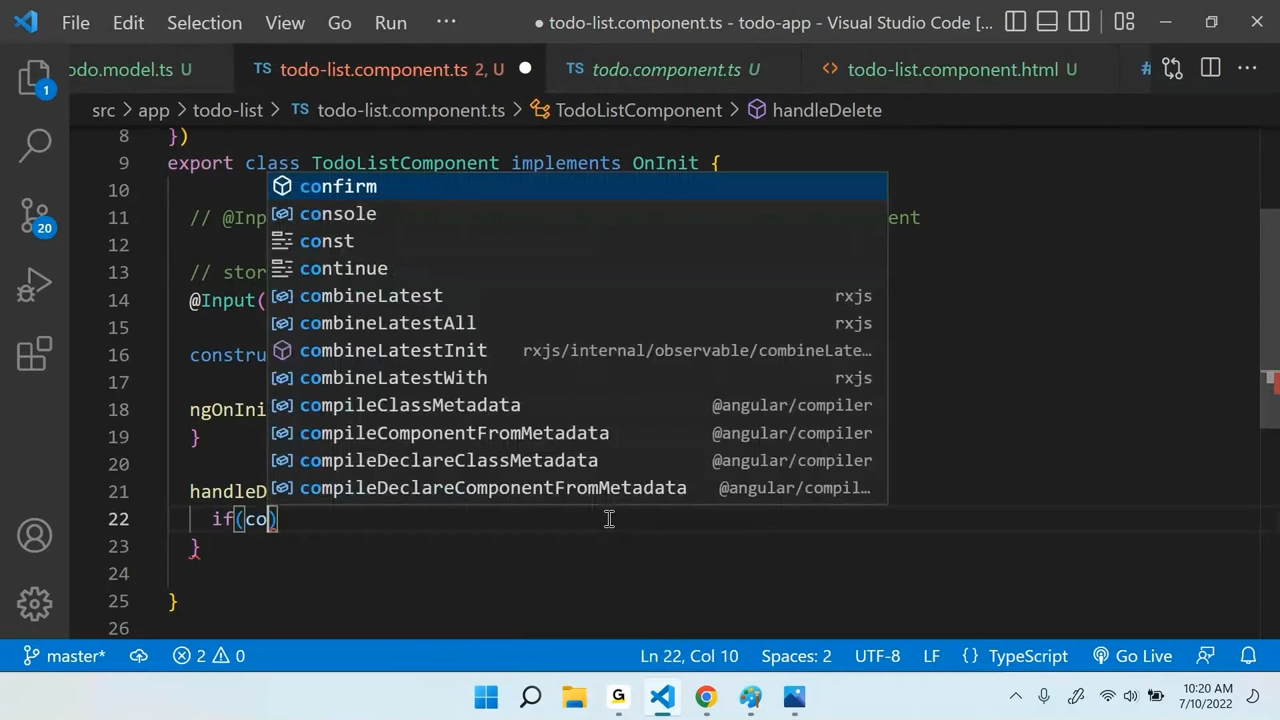 File Edit Selection View Go Run ··· ● todo-list.component.ts - todo-app - Visual Studio Code [...
odo.model.ts U TS todo-list.component.ts 2, U ● TS todo.component.ts U <> todo-list.component.html U # ···
1
src > app > todo-list > TS todo-list.component.ts > TodoListComponent > handleDelete
8 })
9 export class TodoListComponent implements OnInit {
10 confirm
11 // @Inp console ent
12 const
13 // stor continue
14 @Input( combineLatest rxjs
15 combineLatestAll rxjs
16 constru combineLatestInit rxjs/internal/observable/combineLate…
17 combineLatestWith rxjs
18 ngOnIni compileClassMetadata @angular/compiler
19 } compileComponentFromMetadata @angular/compiler
20 compileDeclareClassMetadata @angular/compiler
21 handleD compileDeclareComponentFromMetadata @angular/compil…
22 if(co)
23 }
24
25 }
26
20
master* 2 0 Ln 22, Col 10 Spaces: 2 UTF-8 LF {} TypeScript Go Live
G 10:20 AM
7/10/2022